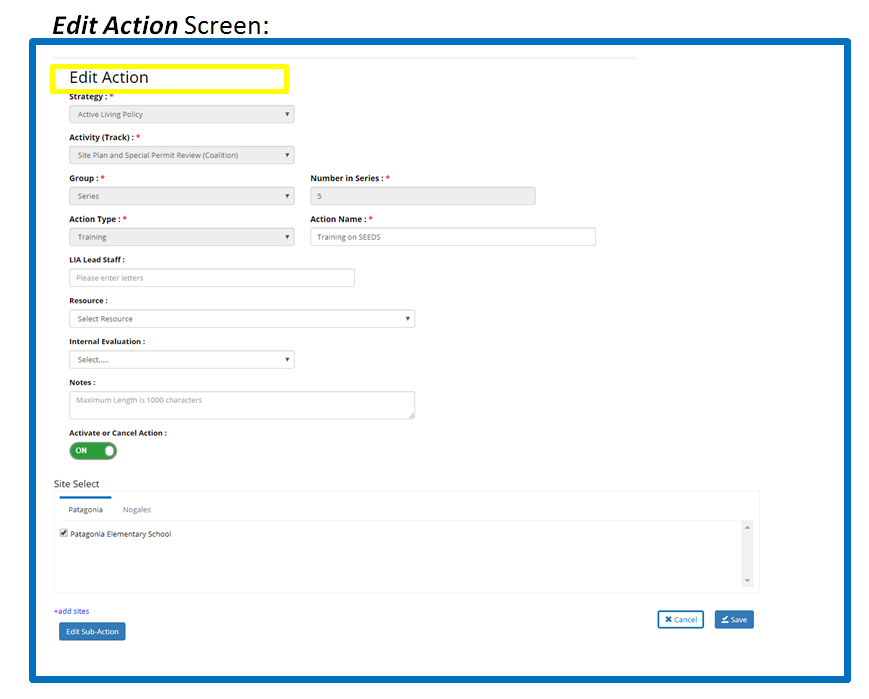 Edit Action Screen:
Edit Action
Strategy : *
Active Living Policy
Activity (Track) : *
Site Plan and Special Permit Review (Coalition)
Group : * Number in Series : *
Series 5
Action Type : * Action Name : *
Training Training on SEEDS
LIA Lead Staff :
Please enter letters
Resource :
Select Resource
Internal Evaluation :
Select.....
Notes :
Maximum Length is 1000 characters
Activate or Cancel Action :
ON
Site Select
Patagonia Nogales
Patagonia Elementary School
+add sites
Cancel Save
Edit Sub-Action